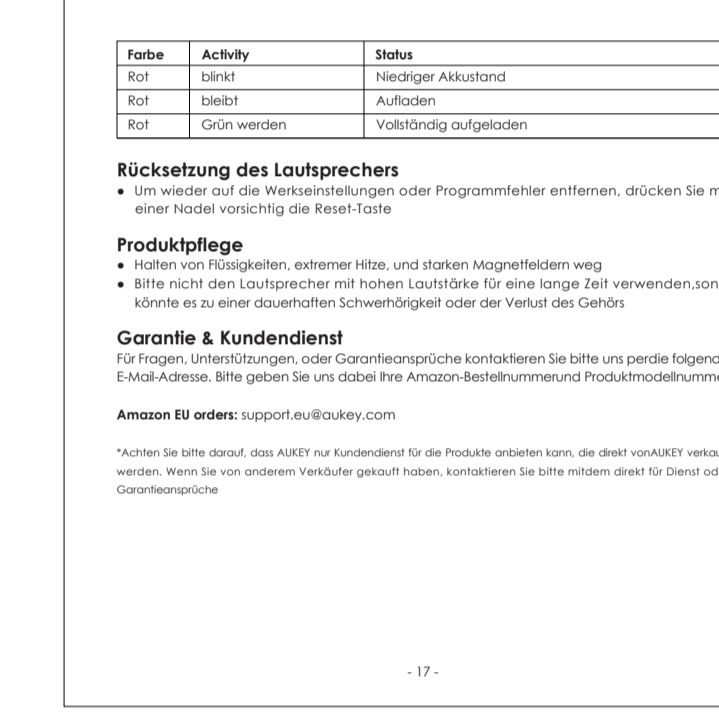 Farbe Activity Status
Rot blinkt Niedriger Akkustand
Rot bleibt Aufladen
Rot Grün werden Vollständig aufgeladen
Rücksetzung des Lautsprechers
• Um wieder auf die Werkseinstellungen oder Programmfehler entfernen, drücken Sie
einer Nadel vorsichtig die Reset-Taste
Produktpflege
• Halten von Flüssigkeiten, extremer Hitze, und starken Magnetfeldern weg
• Bitte nicht den Lautsprecher mit hohen Lautstärke für eine lange Zeit verwenden,son
könnte es zu einer dauerhaften Schwerhörigkeit oder der Verlust des Gehörs
Garantie & Kundendienst
Für Fragen, Unterstützungen, oder Garantieansprüche kontaktieren Sie bitte uns perdie folgend
E-Mail-Adresse. Bitte geben Sie uns dabei Ihre Amazon-Bestellnummerund Produktmodellnumme
Amazon EU orders: support.eu@aukey.com
*Achten Sie bitte darauf, dass AUKEY nur Kundendienst für die Produkte anbieten kann, die direkt vonAUKEY verkau
werden. Wenn Sie von anderem Verkäufer gekauft haben, kontaktieren Sie bitte mitdem direkt für Dienst od
Garantieansprüche
- 17 -